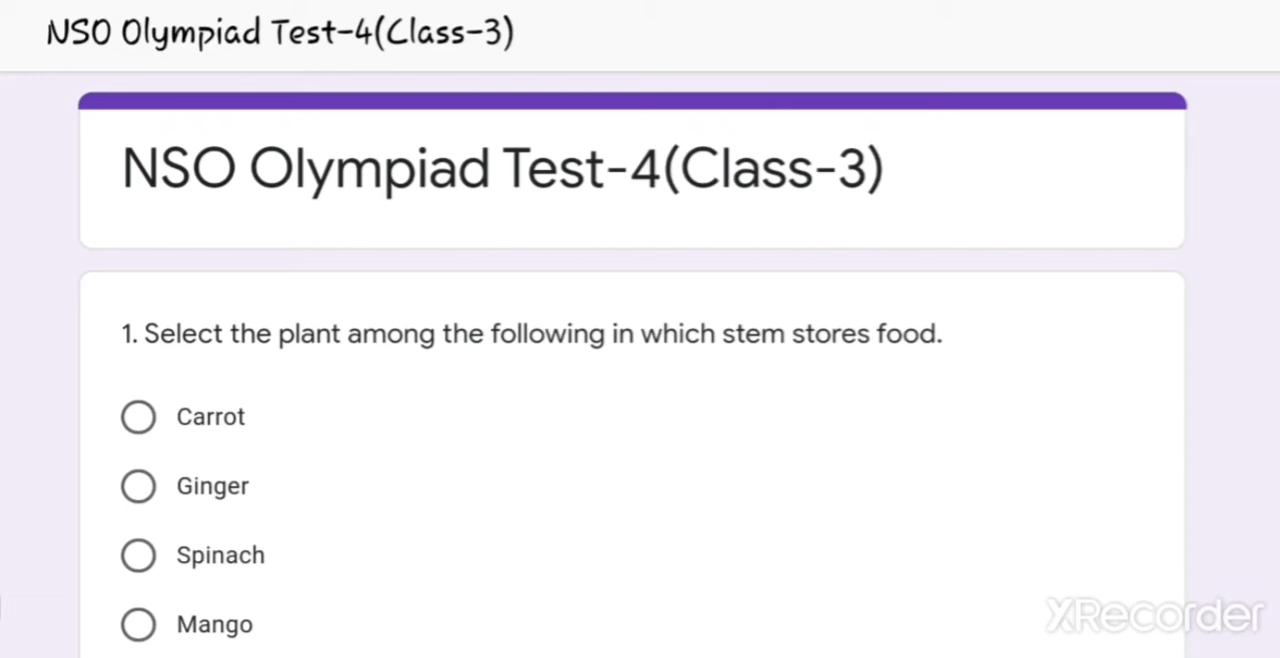 NSO Olympiad Test-4(Class-3)
NSO Olympiad Test-4(Class-3)
1. Select the plant among the following in which stem stores food.
Carrot
Ginger
Spinach
Mango
XRecorder